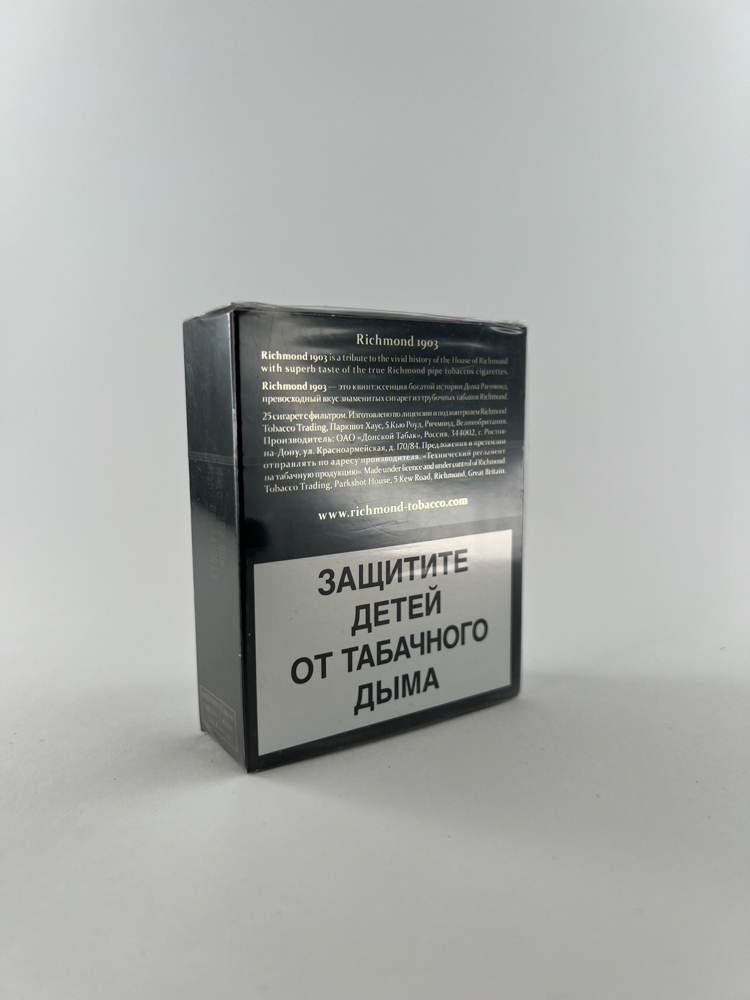 Richmond 1903
Richmond 1903 is a tribute to the vivid history of the House of Richmond
with superb taste of the true Richmond pipe tobaccos cigarettes.
Richmond 1903 — это квинтэссенция богатой истории Дома Ричмонд,
превосходный вкус знаменитых сигарет из трубочных табаков Richmond.
25 сигарет с фильтром. Изготовлено по лицензии и под контролем Richmond
Tobacco Trading, Паркшот Хаус, 5 Кью Роуд, Ричмонд, Великобритания.
Производитель: ОАО «Донской Табак», Россия, 344002, г. Ростов-
на-Дону, ул. Красноармейская, д. 170/84. Предложения и претензии
отправлять по адресу производителя. «Технический регламент
на табачную продукцию» Made under licence and under control of Richmond
Tobacco Trading, Parkshot House, 5 Kew Road, Richmond, Great Britain.
www.richmond-tobacco.com
ЗАЩИТИТЕ
ДЕТЕЙ
ОТ ТАБАЧНОГО
ДЫМА